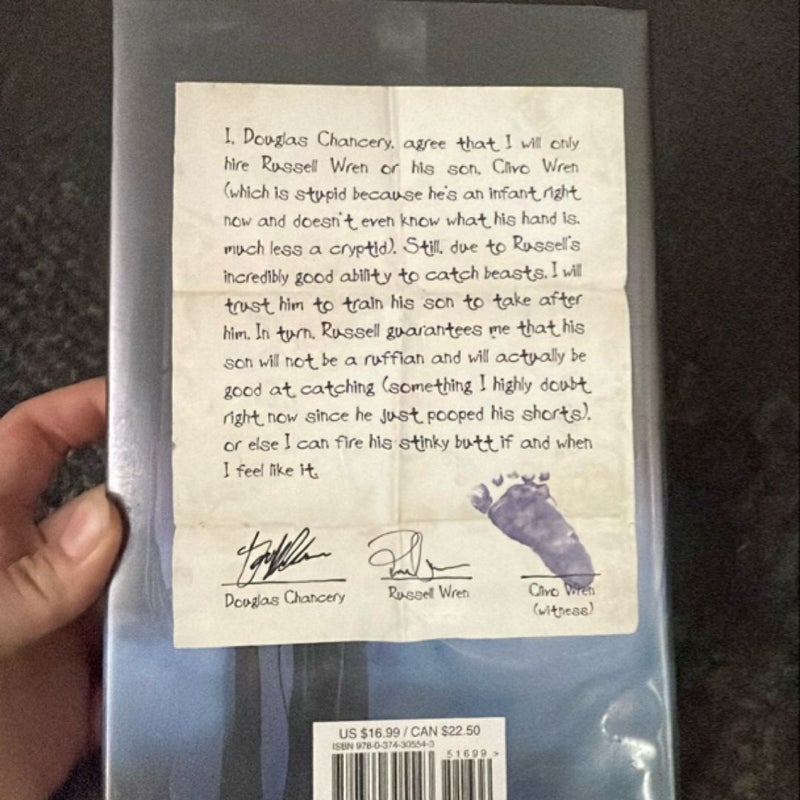 I, Douglas Chancery, agree that I will only
hire Russell Wren or his son, Clivo Wren
(which is stupid because he's an infant right
now and doesn't even know what his hand is,
much less a cryptid). Still, due to Russell's
incredibly good ability to catch beasts, I will
trust him to train his son to take after
him. In turn, Russell guarantees me that his
son will not be a ruffian and will actually be
good at catching (something I highly doubt
right now since he just pooped his shorts),
or else I can fire his stinky butt if and when
I feel like it.
Douglas Chancery
Russell Wren
Clivo Wren
(witness)
US $16.99 / CAN $22.50
ISBN 978-0-374-30554-3
51699 >